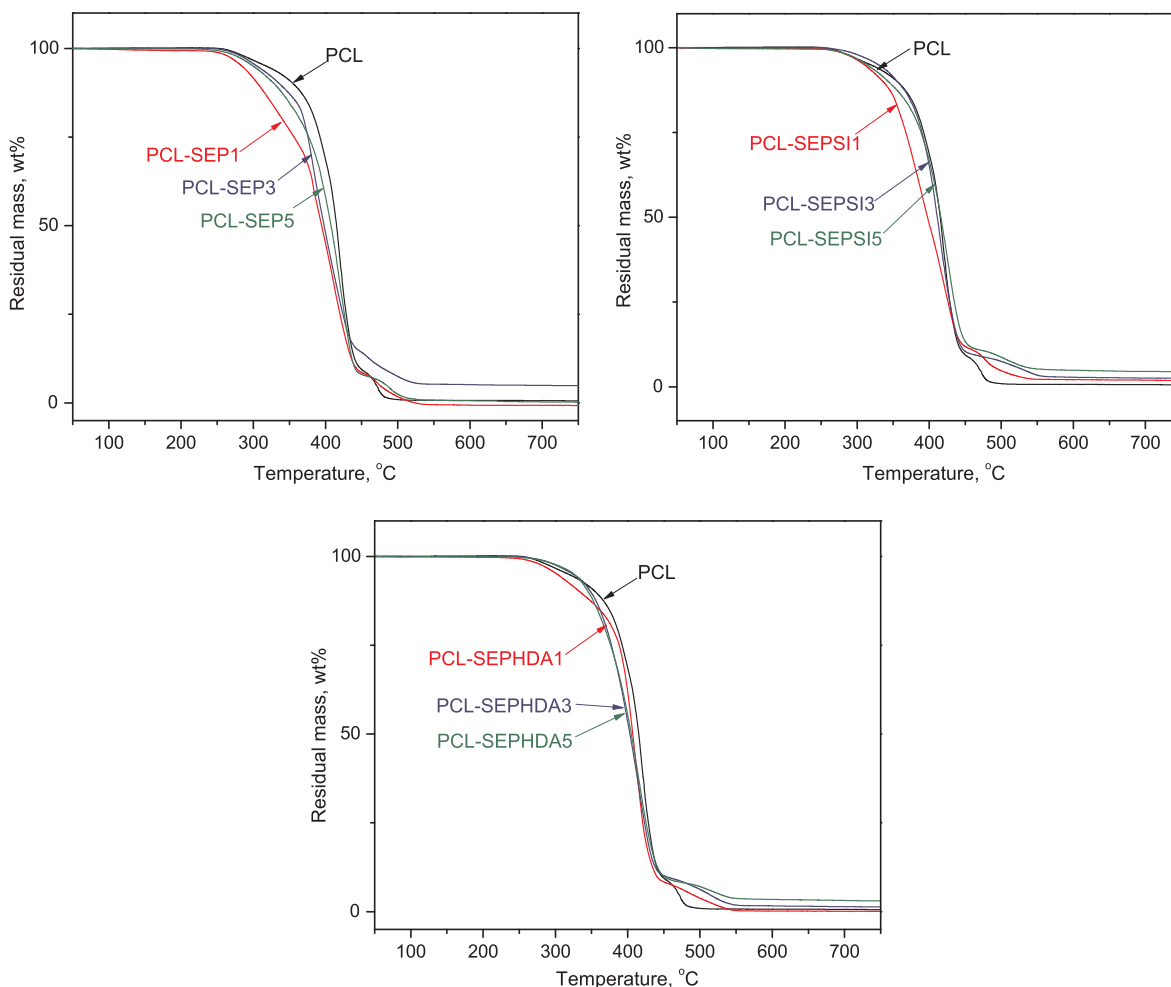 100
50
0
Residual mass, wt%
PCL
PCL-SEP1
PCL-SEP3
PCL-SEP5
100 200 300 400 500 600 700
Temperature, °C
100
50
0
Residual mass, wt%
PCL
PCL-SEPSI1
PCL-SEPSI3
PCL-SEPSI5
100 200 300 400 500 600 700
Temperature, °C
100
50
0
Residual mass, wt%
PCL
PCL-SEPHDA1
PCL-SEPHDA3
PCL-SEPHDA5
100 200 300 400 500 600 700
Temperature, °C